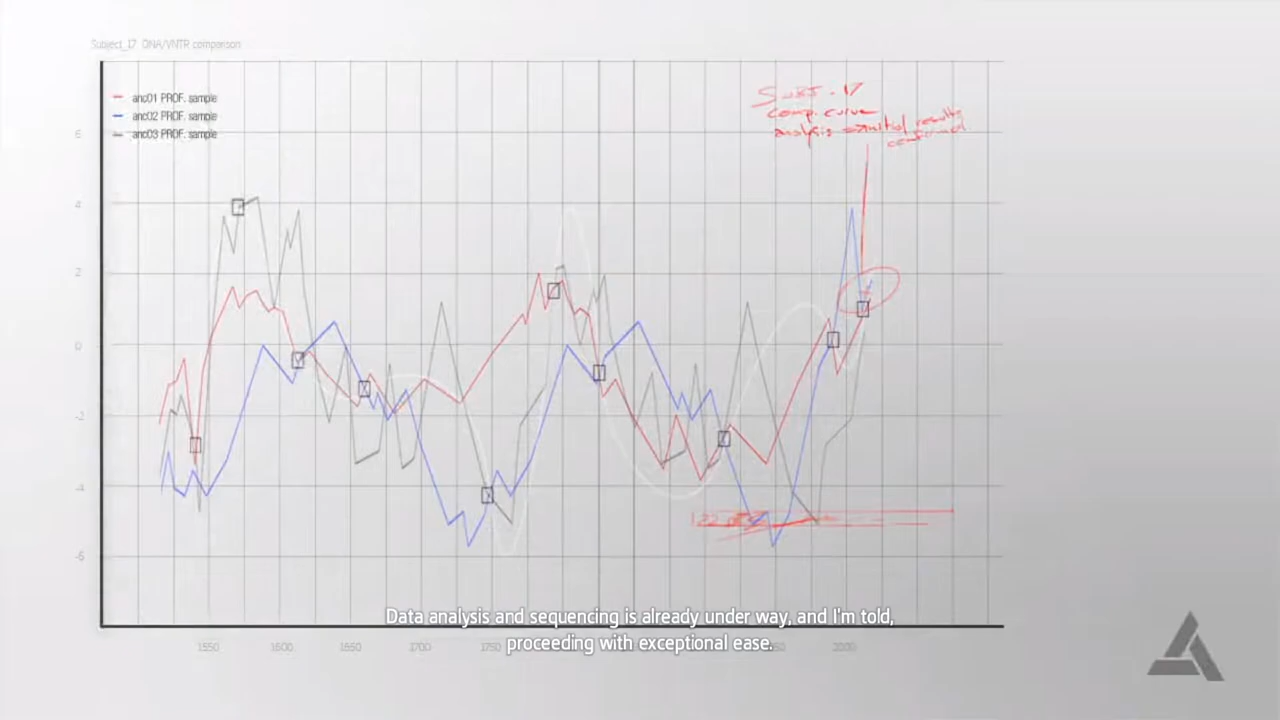 Subject_17 DNA/VNTR comparison
anc01 PROF. sample
anc02 PROF. sample
anc03 PROF. sample
SUBJ-17
comp. curve
analysis results
confirmed
6
4
2
0
-2
-4
-6
Data analysis and sequencing is already under way, and I'm told,
proceeding with exceptional ease.
1550 1600 1650 1700 1750 2000